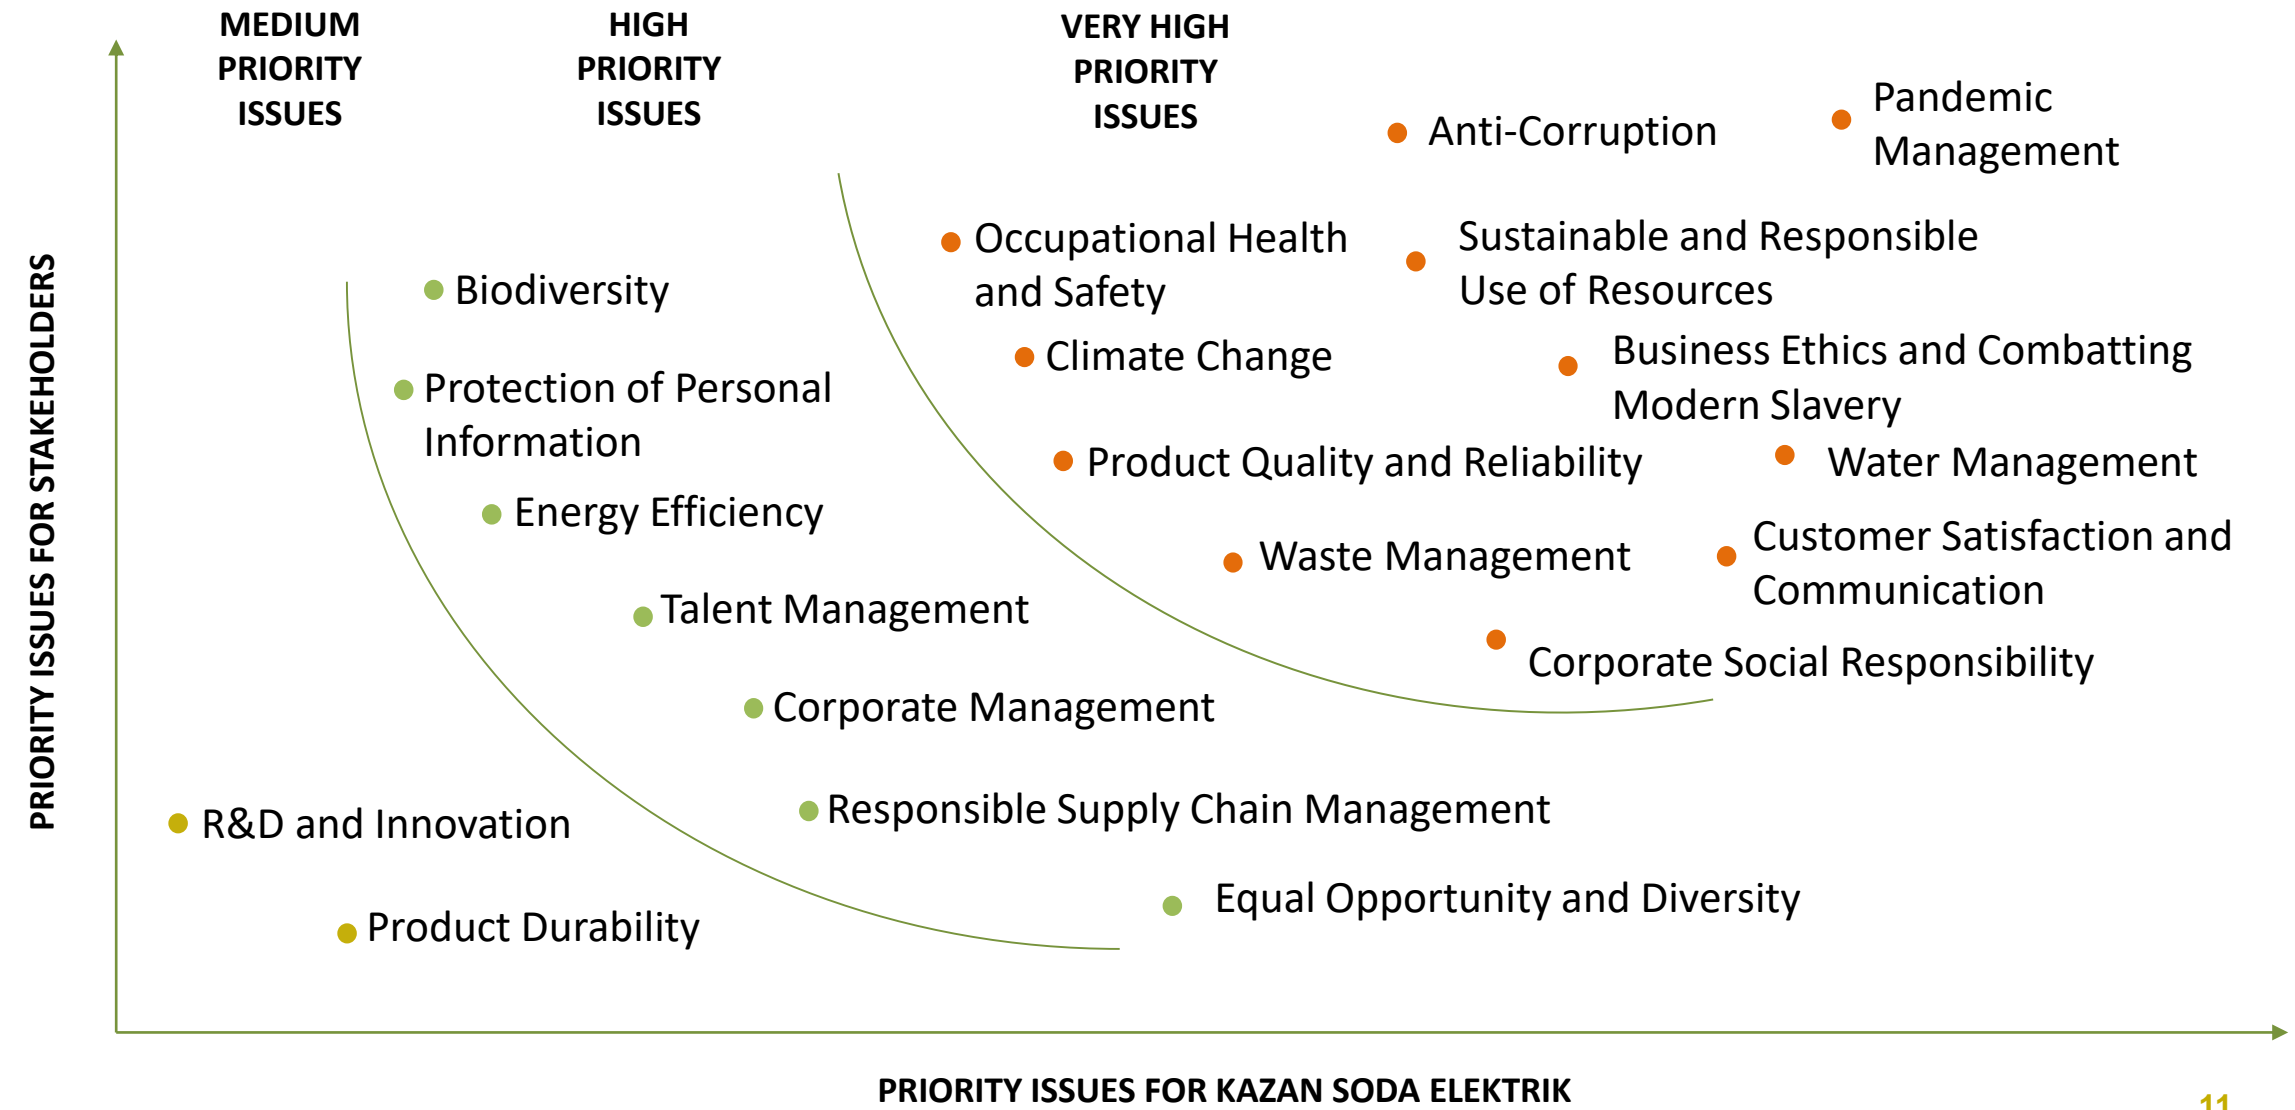 MEDIUM
PRIORITY
ISSUES
HIGH
PRIORITY
ISSUES
VERY HIGH
PRIORITY
ISSUES
Pandemic
Management
Anti-Corruption
Occupational Health
and Safety
Sustainable and Responsible
Use of Resources
Biodiversity
Climate Change
Business Ethics and Combatting
Modern Slavery
Protection of Personal
Information
Product Quality and Reliability
Water Management
Energy Efficiency
Waste Management
Customer Satisfaction and
Communication
Talent Management
Corporate Social Responsibility
Corporate Management
R&D and Innovation
Responsible Supply Chain Management
Product Durability
Equal Opportunity and Diversity
PRIORITY ISSUES FOR STAKEHOLDERS
PRIORITY ISSUES FOR KAZAN SODA ELEKTRIK
11